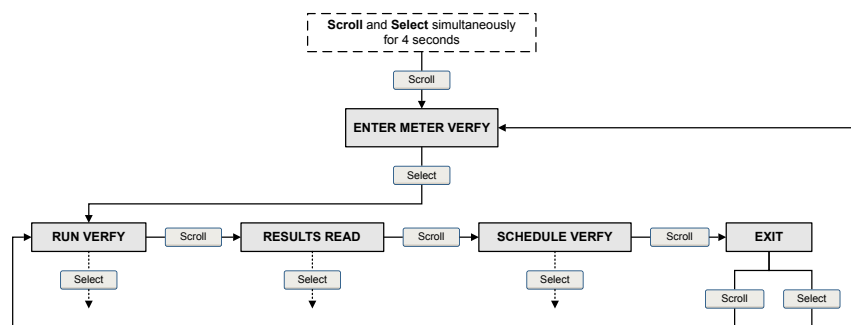 Scroll and Select simultaneously
for 4 seconds
Scroll
ENTER METER VERFY
Select
RUN VERFY
Scroll
RESULTS READ
Scroll
SCHEDULE VERFY
Scroll
EXIT
Select
Select
Select
Scroll
Select